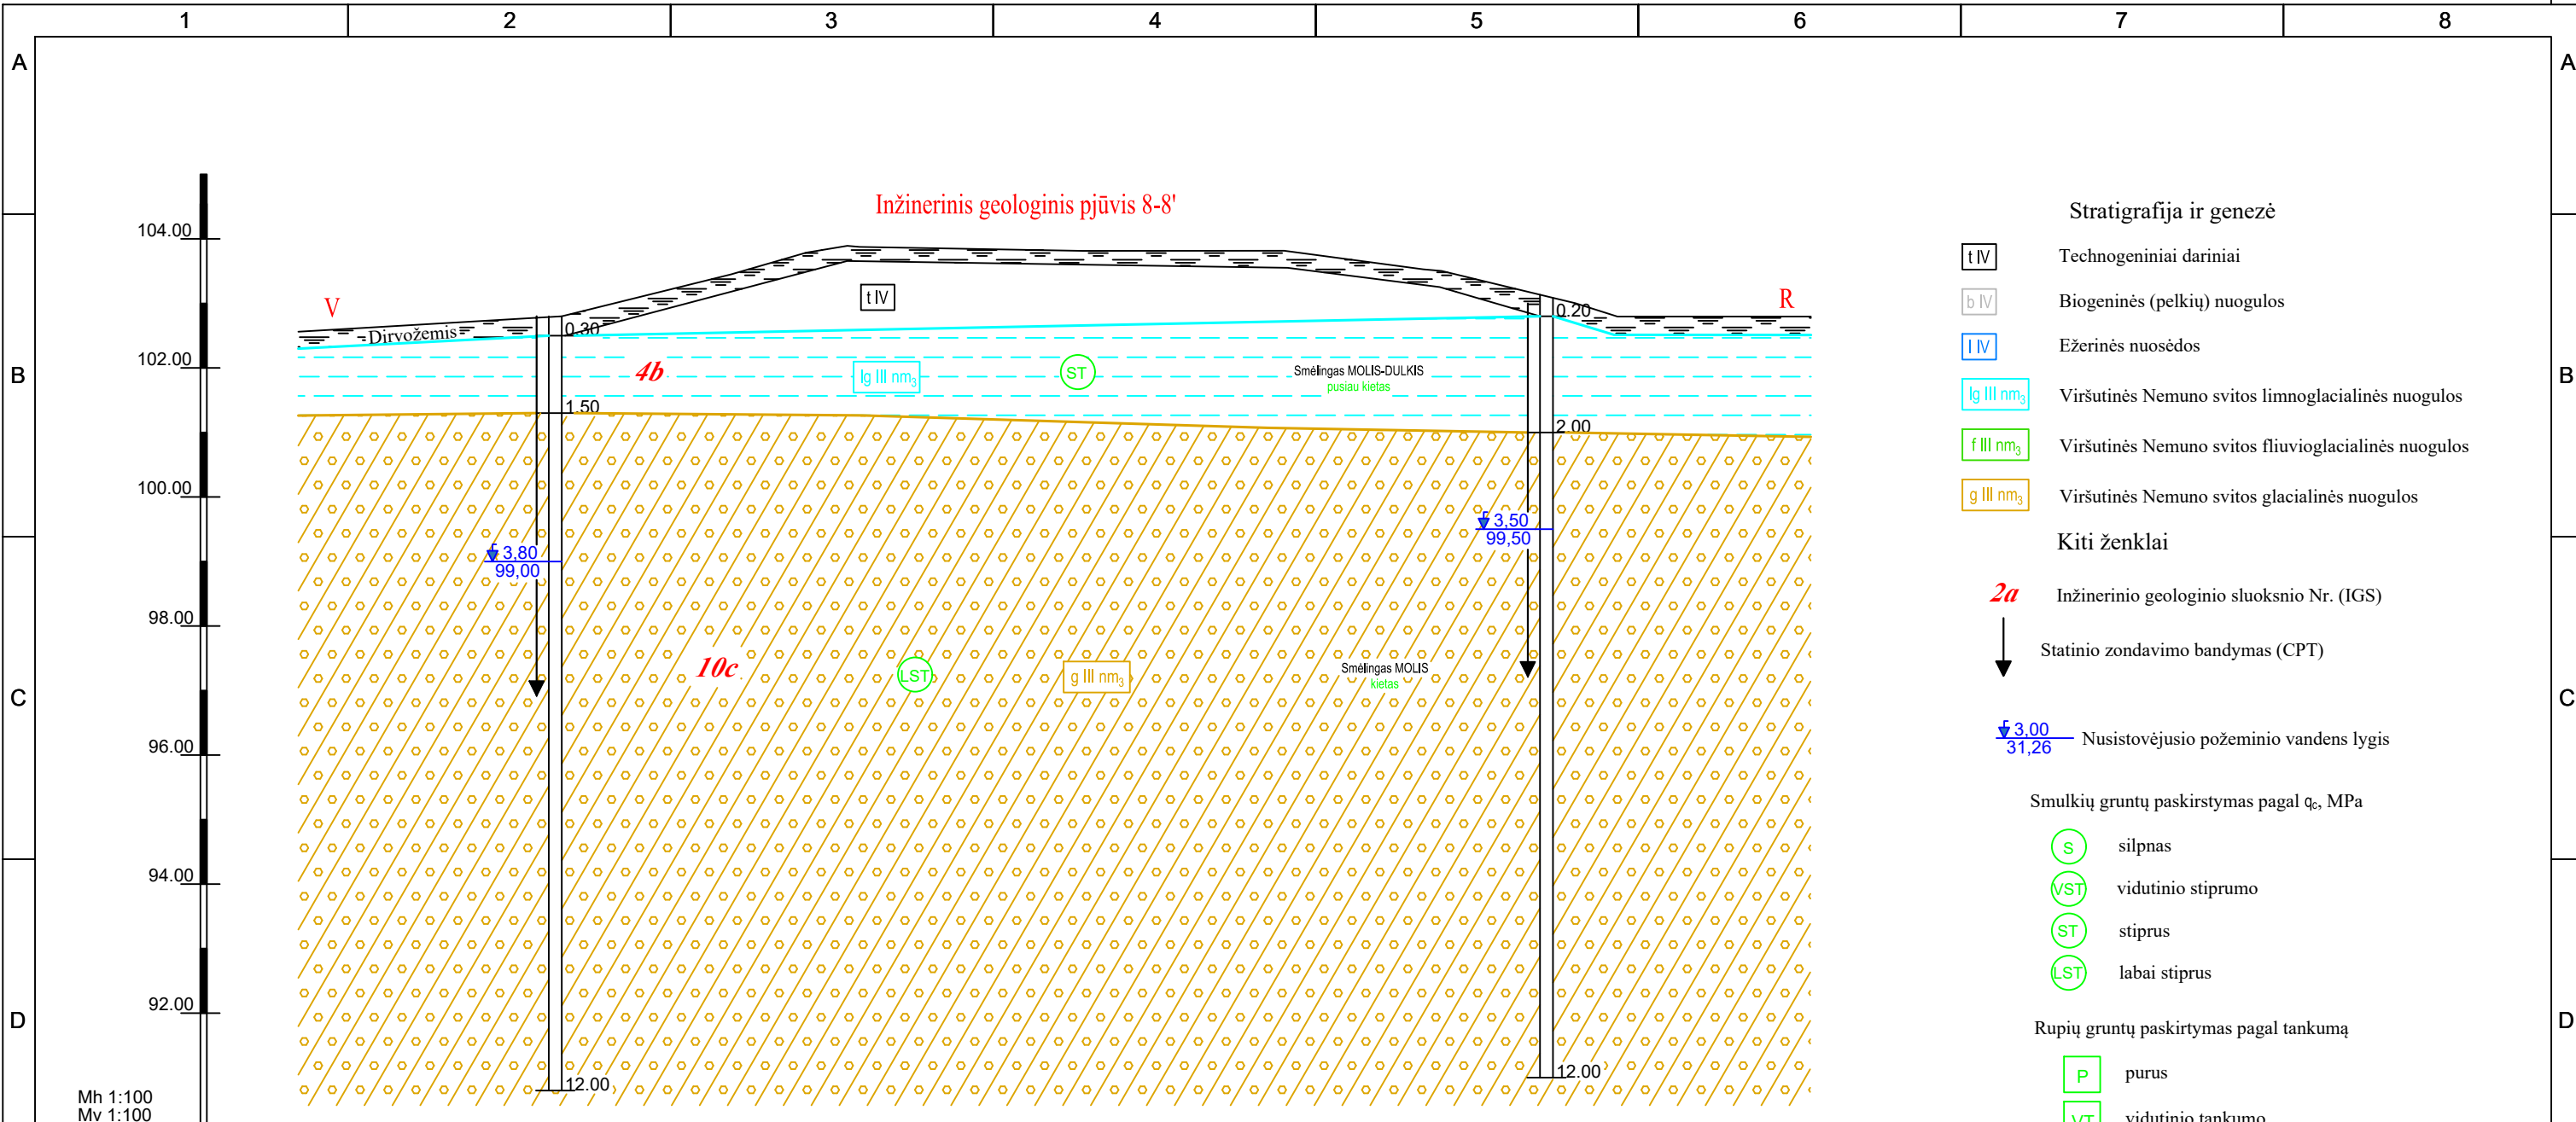 1 2 3 4 5 6 7 8
A A
Inžinerinis geologinis pjūvis 8-8'
104.00
102.00
100.00
98.00
96.00
94.00
92.00
V
R
Dirvožemis
t IV
0.30
0.20
4b
lg III nm3
ST
Smėlingas MOLIS-DULKIS
pusiau kietas
1.50
2.00
3,80
99,00
3,50
99,50
10c
LST
g III nm3
Smėlingas MOLIS
kietas
12.00
12.00
Mh 1:100
Mv 1:100
B B
C C
D D
Stratigrafija ir genezė
t IV Technogeniniai dariniai
b IV Biogeninės (pelkių) nuogulos
l IV Ežerinės nuosėdos
lg III nm3 Viršutinės Nemuno svitos limnoglacialinės nuogulos
f III nm3 Viršutinės Nemuno svitos fliuvioglacialinės nuogulos
g III nm3 Viršutinės Nemuno svitos glacialinės nuogulos
Kiti ženklai
2a Inžinerinio geologinio sluoksnio Nr. (IGS)
Statinio zondavimo bandymas (CPT)
3,00
31,26
Nusistovėjusio požeminio vandens lygis
Smulkių gruntų paskirstymas pagal qc, MPa
S silpnas
VST vidutinio stiprumo
ST stiprus
LST labai stiprus
Rupių gruntų paskirtymas pagal tankumą
P purus
VT vidutinio tankumo